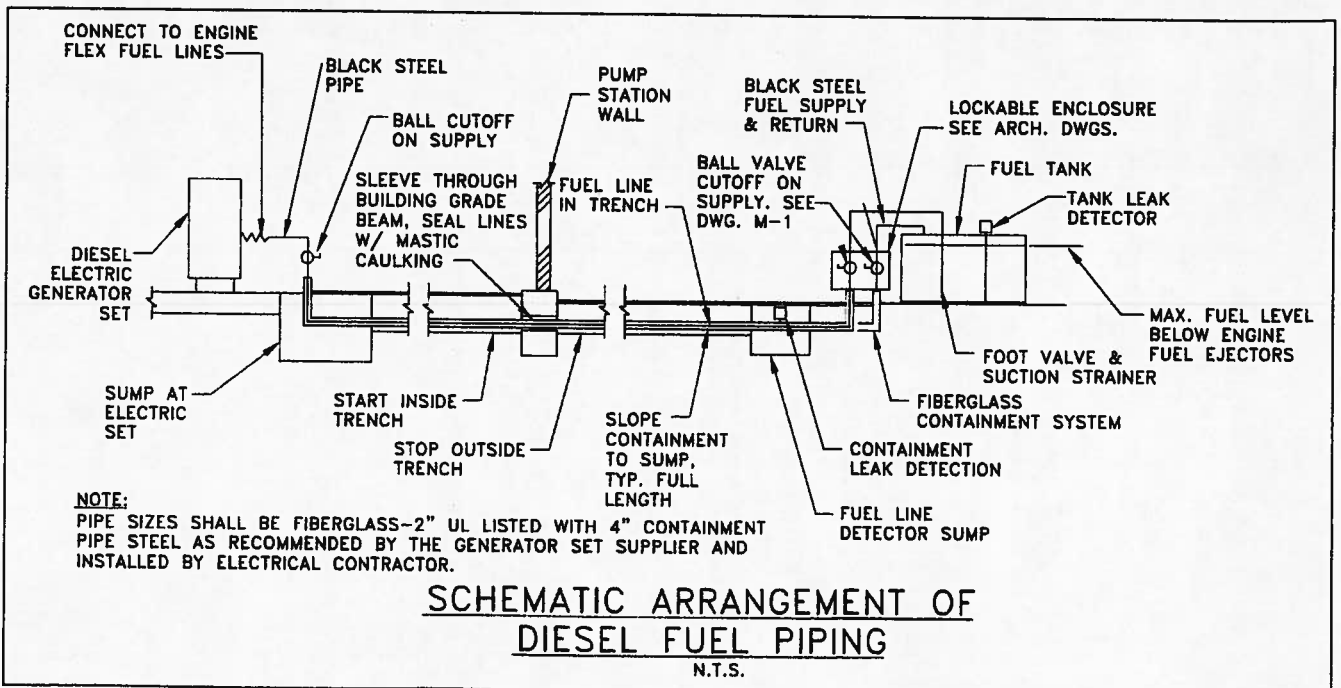 CONNECT TO ENGINE
FLEX FUEL LINES
BLACK STEEL
PIPE
BALL CUTOFF
ON SUPPLY
PUMP
STATION
WALL
BLACK STEEL
FUEL SUPPLY
& RETURN
LOCKABLE ENCLOSURE
SEE ARCH. DWGS.
FUEL TANK
TANK LEAK
DETECTOR
SLEEVE THROUGH
BUILDING GRADE
BEAM, SEAL LINES
W/ MASTIC
CAULKING
FUEL LINE
IN TRENCH
BALL VALVE
CUTOFF ON
SUPPLY. SEE
DWG. M-1
DIESEL
ELECTRIC
GENERATOR
SET
MAX. FUEL LEVEL
BELOW ENGINE
FUEL EJECTORS
SUMP AT
ELECTRIC
SET
START INSIDE
TRENCH
STOP OUTSIDE
TRENCH
SLOPE
CONTAINMENT
TO SUMP,
TYP. FULL
LENGTH
FOOT VALVE &
SUCTION STRAINER
FIBERGLASS
CONTAINMENT SYSTEM
CONTAINMENT
LEAK DETECTION
FUEL LINE
DETECTOR SUMP
NOTE:
PIPE SIZES SHALL BE FIBERGLASS-2" UL LISTED WITH 4" CONTAINMENT
PIPE STEEL AS RECOMMENDED BY THE GENERATOR SET SUPPLIER AND
INSTALLED BY ELECTRICAL CONTRACTOR.
SCHEMATIC ARRANGEMENT OF
DIESEL FUEL PIPING
N.T.S.